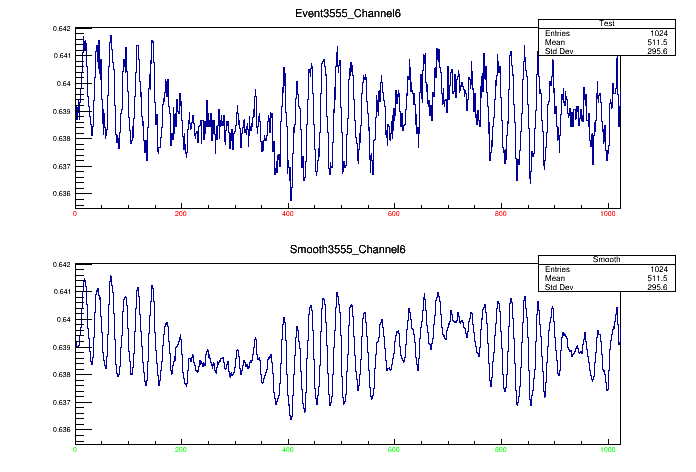 Event3555_Channel6
Test
Entries 1024
Mean 511.5
Std Dev 295.6
0.642
0.641
0.64
0.639
0.638
0.637
0.636
0 200 400 600 800 1000
Smooth3555_Channel6
Smooth
Entries 1024
Mean 511.5
Std Dev 295.6
0.642
0.641
0.64
0.639
0.638
0.637
0.636
0 200 400 600 800 1000